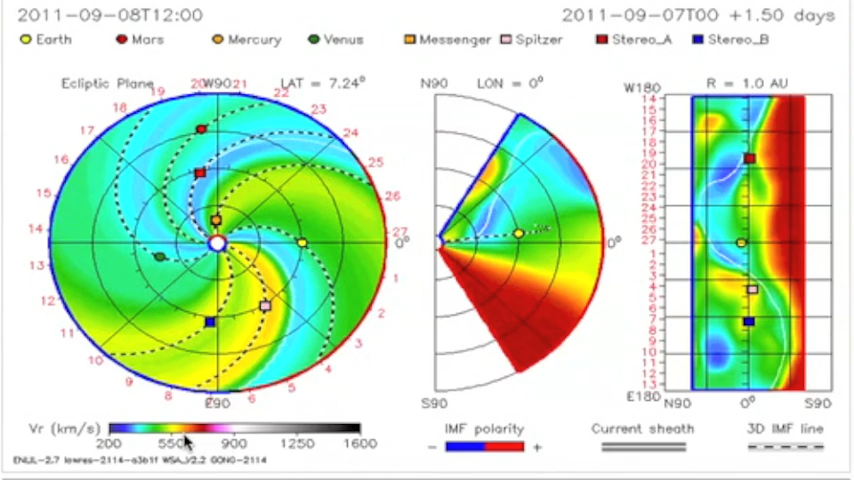 2011-09-08T12:00 2011-09-07T00 +1.50 days
Earth Mars Mercury Venus Messenger Spitzer Stereo_A Stereo_B
Ecliptic Plane W90 LAT = 7.24° N90 LON = 0° W180 R = 1.0 AU
20 21
19 22
18 23
17 24
16 25
15 26
14 27 0°
13 1
12 2
11 3
10 4
9 5
8 7 6
E90
0°
S90
14
15
16
17
18
19
20
21
22
23
24
25
26
27
1
2
3
4
5
6
7
8
9
10
11
12
13
E180
N90 0° S90
Vr (km/s)
200 550 900 1250 1600
IMF polarity
- +
Current sheath
3D IMF line
ENLIL-2.7 lowres-2114-a3b1f WSA_V2.2 GONG-2114